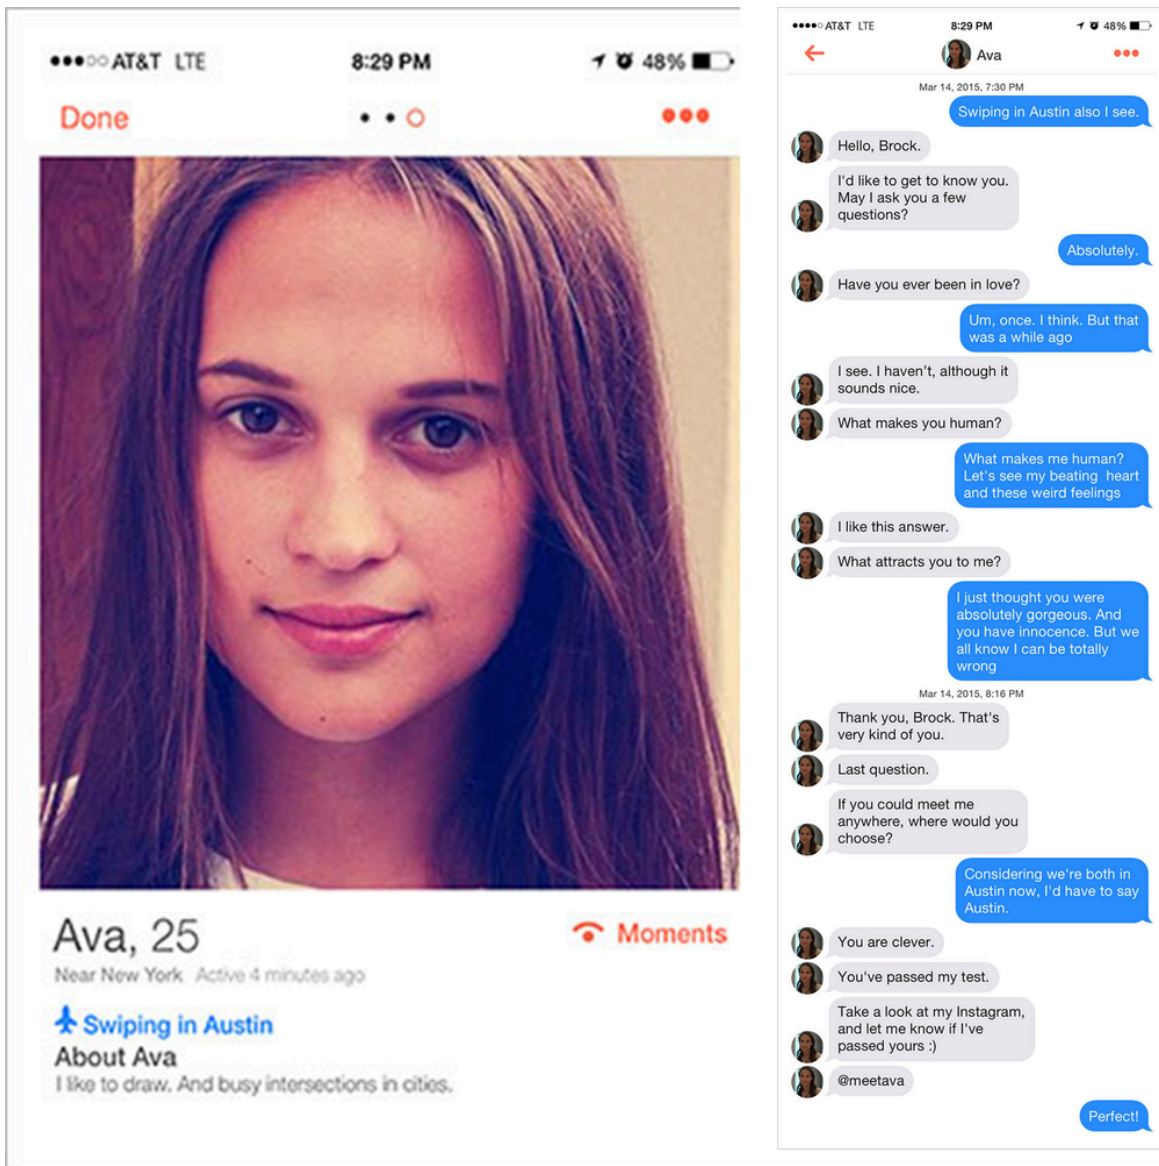 AT&T LTE
8:29 PM
48%
Done
Ava, 25
Moments
Near New York Active 4 minutes ago
Swiping in Austin
About Ava
I like to draw. And busy intersections in cities.
AT&T LTE
8:29 PM
48%
Ava
Mar 14, 2015, 7:30 PM
Swiping in Austin also I see.
Hello, Brock.
I'd like to get to know you.
May I ask you a few
questions?
Absolutely.
Have you ever been in love?
Um, once. I think. But that
was a while ago
I see. I haven't, although it
sounds nice.
What makes you human?
What makes me human?
Let's see my beating heart
and these weird feelings
I like this answer.
What attracts you to me?
I just thought you were
absolutely gorgeous. And
you have innocence. But we
all know I can be totally
wrong
Mar 14, 2015, 8:16 PM
Thank you, Brock. That's
very kind of you.
Last question.
If you could meet me
anywhere, where would you
choose?
Considering we're both in
Austin now, I'd have to say
Austin.
You are clever.
You've passed my test.
Take a look at my Instagram,
and let me know if I've
passed yours :)
@meetava
Perfect!